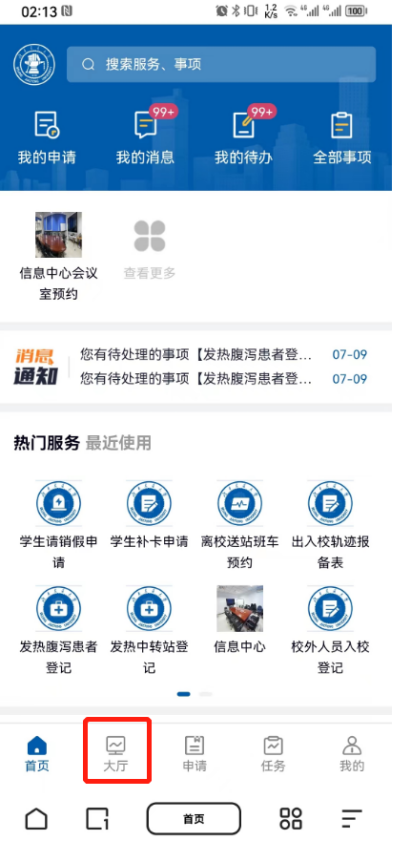 02:13
1.2
K/s
46
46
100
搜索服务、事项
99+
99+
我的申请
我的消息
我的待办
全部事项
信息中心会议
室预约
查看更多
消息
通知
您有待处理的事项【发热腹泻患者登... 07-09
您有待处理的事项【发热腹泻患者登... 07-09
热门服务 最近使用
学生请销假申
请
学生补卡申请
离校送站班车
预约
出入校轨迹报
备表
发热腹泻患者
登记
发热中转站登
记
信息中心
校外人员入校
登记
首页
大厅
申请
任务
我的
1
首页